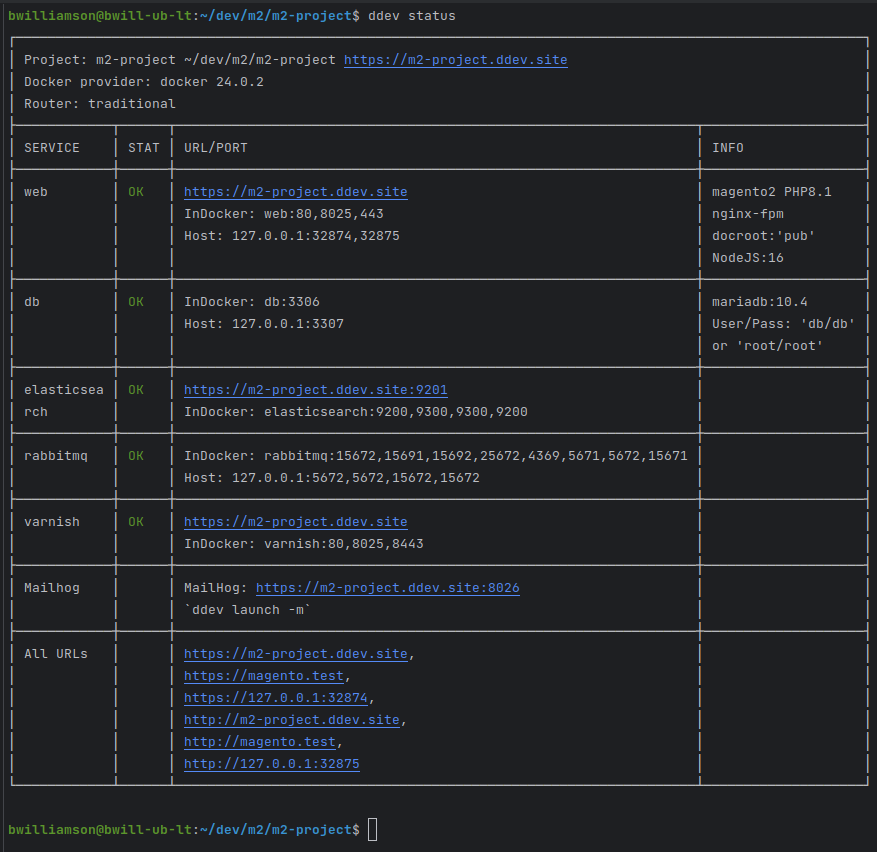 bwilliamson@bwill-ub-lt:~/dev/m2/m2-project$ ddev status
Project: m2-project ~/dev/m2/m2-project https://m2-project.ddev.site
Docker provider: docker 24.0.2
Router: traditional
SERVICE STAT URL/PORT INFO
web OK https://m2-project.ddev.site magento2 PHP8.1
InDocker: web:80,8025,443 nginx-fpm
Host: 127.0.0.1:32874,32875 docroot:'pub'
NodeJS:16
db OK InDocker: db:3306 mariadb:10.4
Host: 127.0.0.1:3307 User/Pass: 'db/db'
or 'root/root'
elasticsea OK https://m2-project.ddev.site:9201
rch InDocker: elasticsearch:9200,9300,9300,9200
rabbitmq OK InDocker: rabbitmq:15672,15691,15692,25672,4369,5671,5672,15671
Host: 127.0.0.1:5672,5672,15672,15672
varnish OK https://m2-project.ddev.site
InDocker: varnish:80,8025,8443
Mailhog MailHog: https://m2-project.ddev.site:8026
`ddev launch -m`
All URLs https://m2-project.ddev.site,
https://magento.test,
https://127.0.0.1:32874,
http://m2-project.ddev.site,
http://magento.test,
http://127.0.0.1:32875
bwilliamson@bwill-ub-lt:~/dev/m2/m2-project$